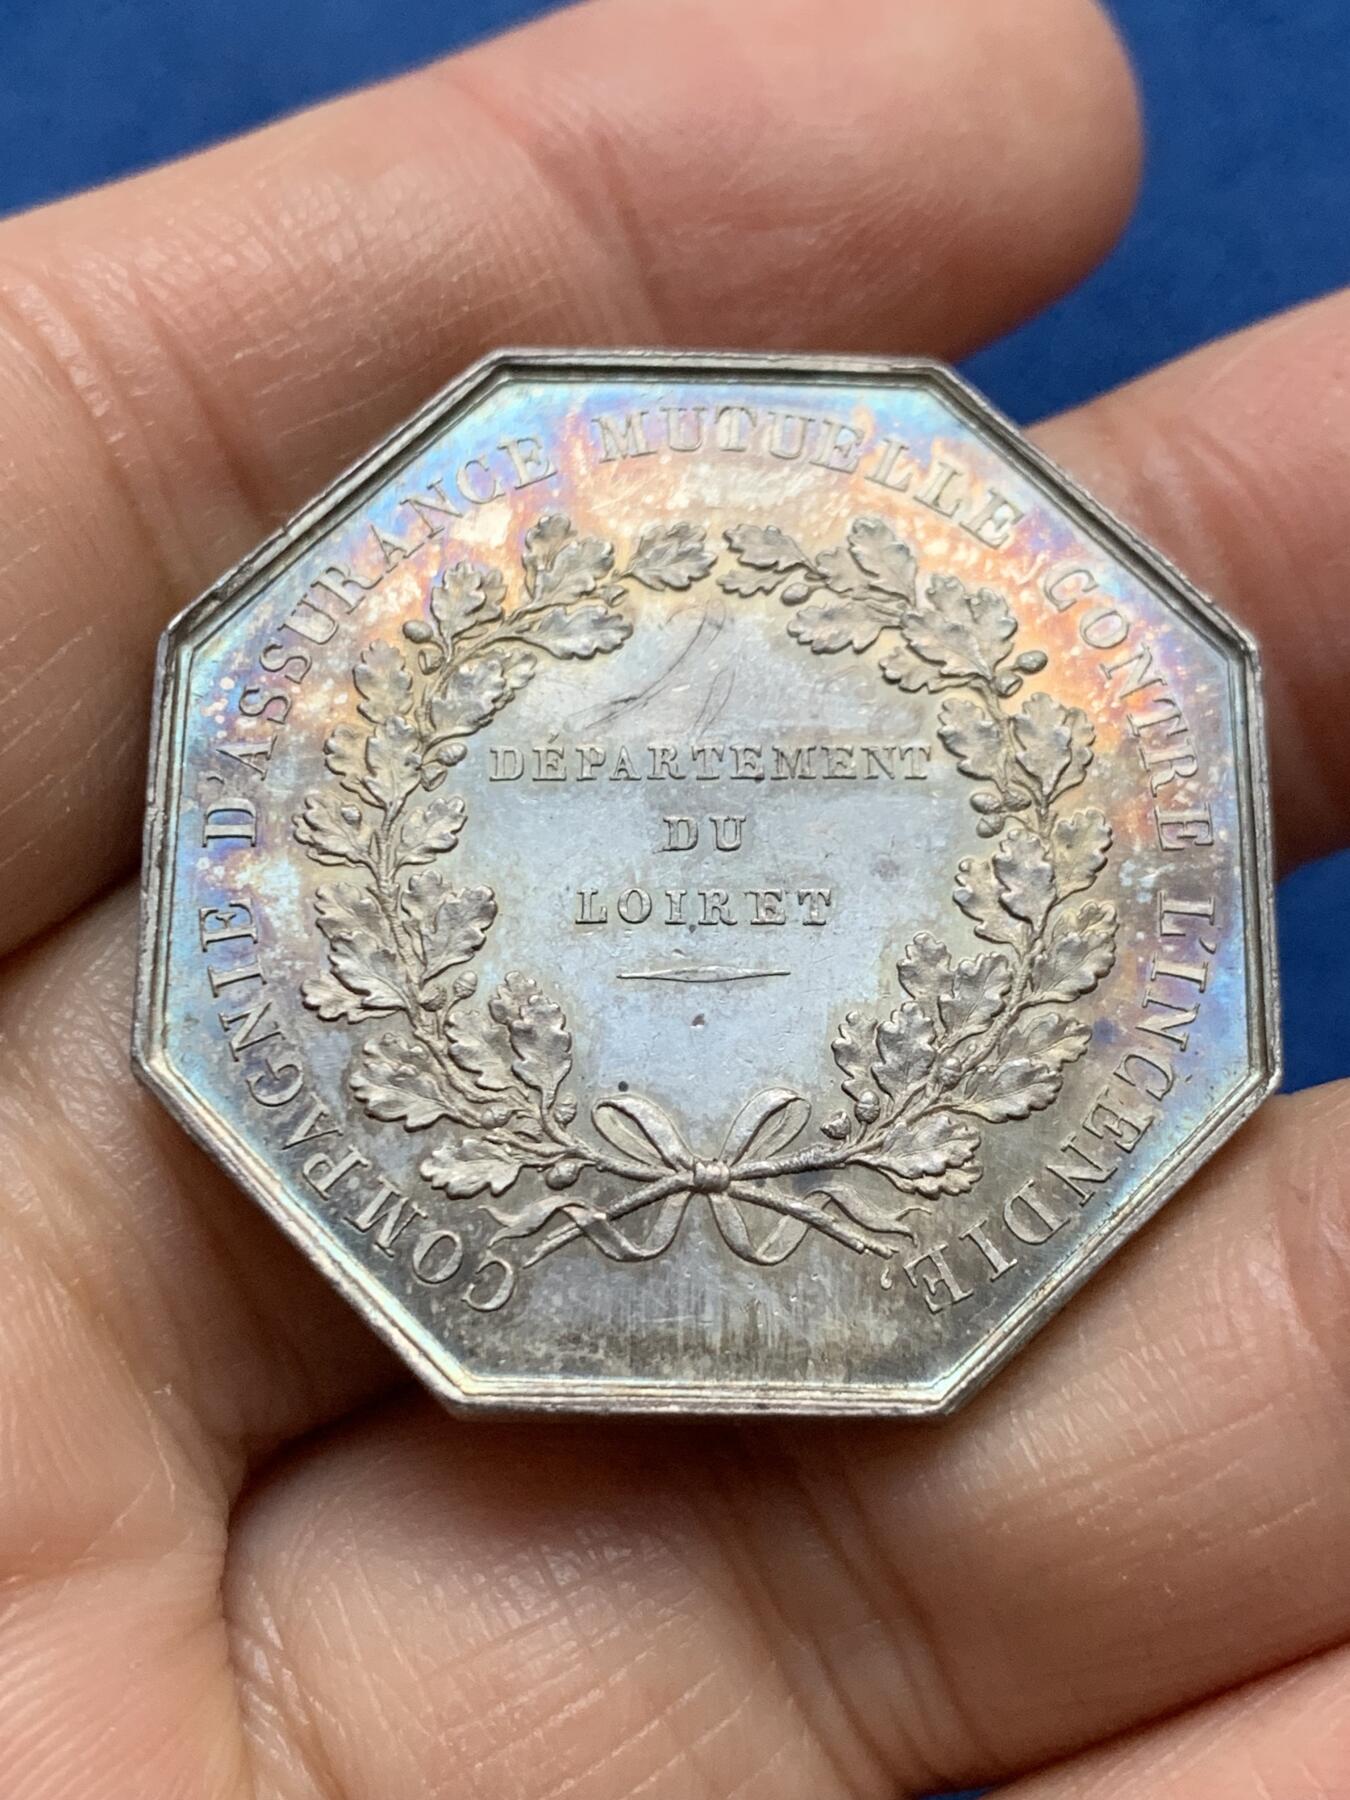 COMPAGNIE D'ASSURANCE MUTUELLE CONTRE L'INCENDIE,
DÉPARTEMENT
DU
LOIRET